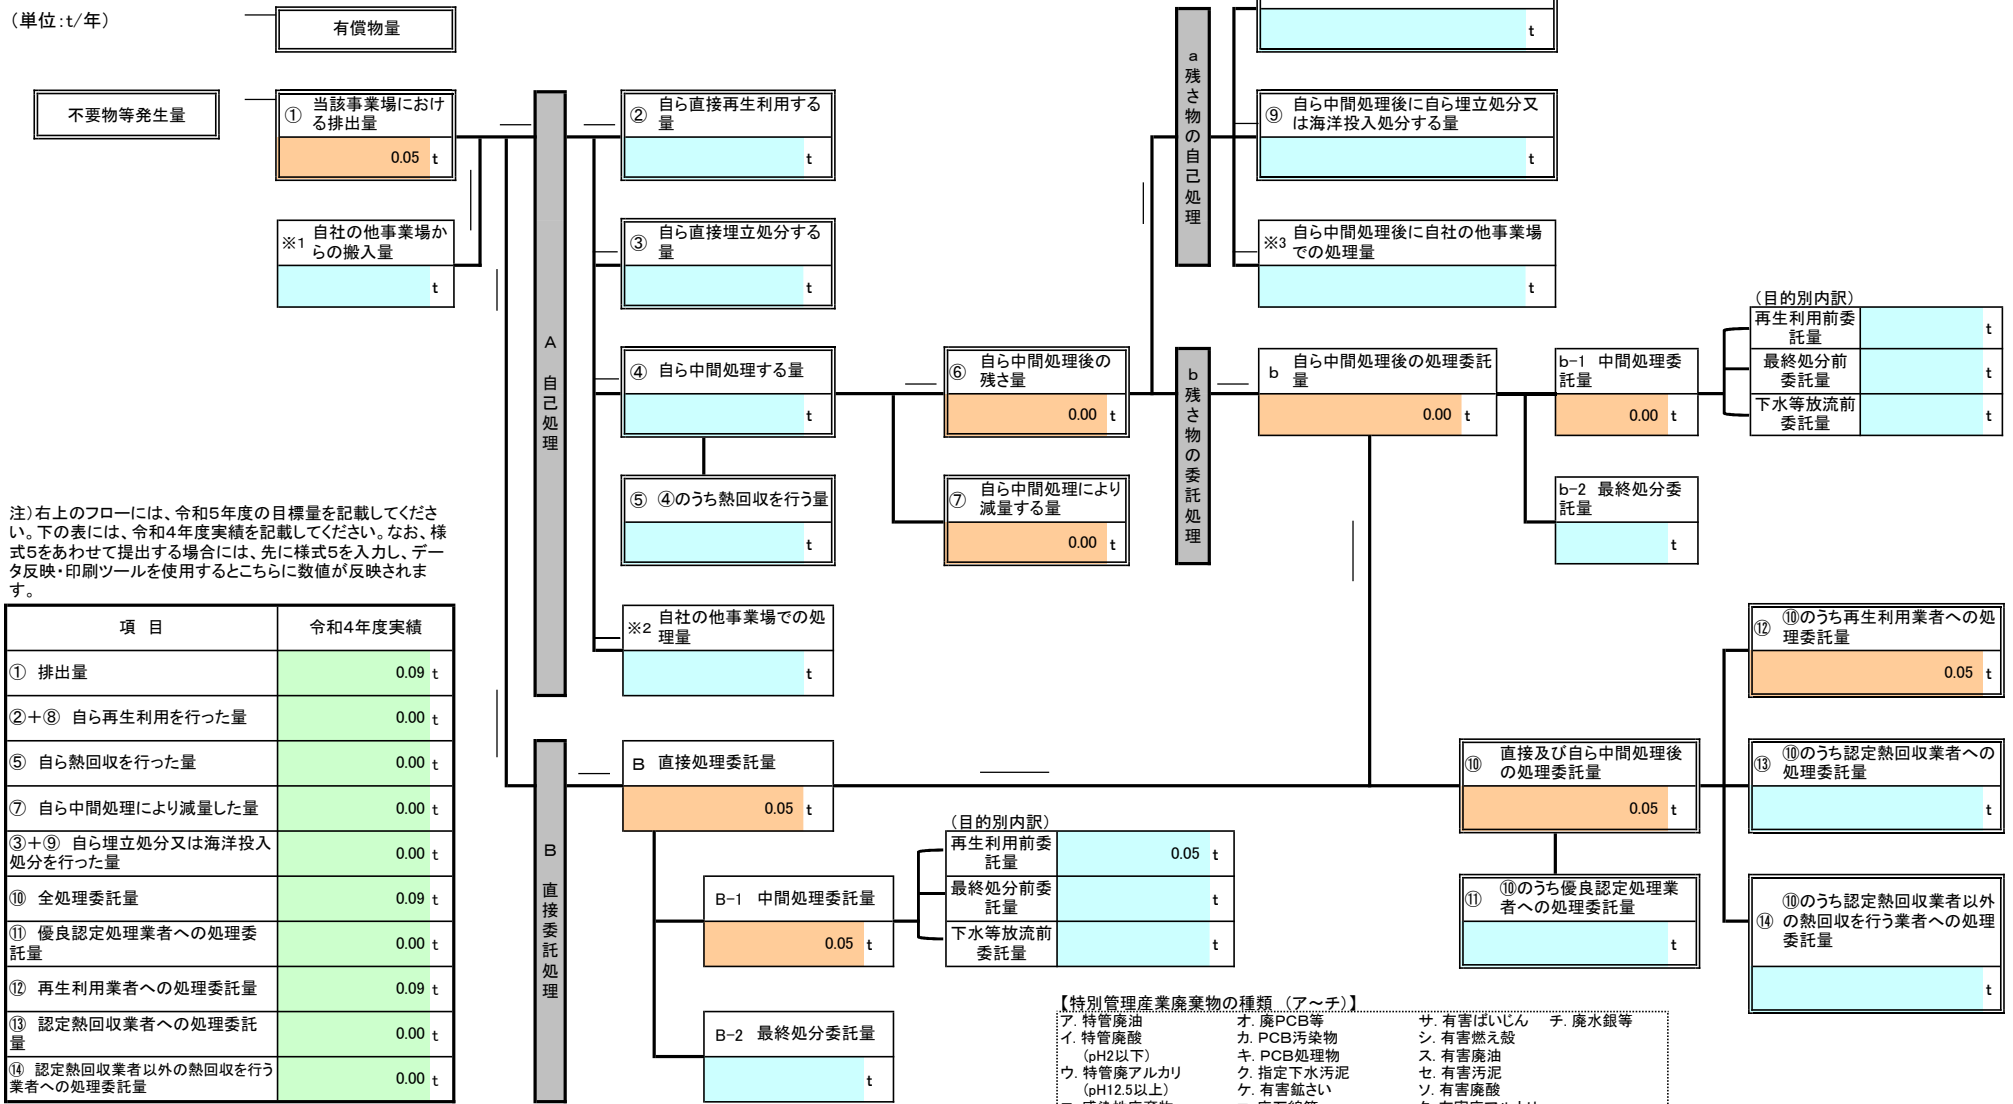 (単位:t/年)
有償物量
t
不要物等発生量
① 当該事業場におけ
る排出量
0.05 t
② 自ら直接再生利用する
量
t
a 残さ物の自己処理
⑨ 自ら中間処理後に自ら埋立処分又
は海洋投入処分する量
t
※1 自社の他事業場か
らの搬入量
t
③ 自ら直接埋立処分する
量
t
※3 自ら中間処理後に自社の他事業場
での処理量
t
A 自己処理
④ 自ら中間処理する量
t
⑥ 自ら中間処理後の
残さ量
0.00 t
b 残さ物の委託処理
b 自ら中間処理後の処理委託
量
0.00 t
b-1 中間処理委
託量
0.00 t
(目的別内訳)
再生利用前委
託量
t
最終処分前
委託量
t
下水等放流前
委託量
t
⑤ ④のうち熱回収を行う量
t
⑦ 自ら中間処理により
減量する量
0.00 t
b-2 最終処分委
託量
t
注)右上のフローには、令和5年度の目標量を記載してくださ
い。下の表には、令和4年度実績を記載してください。なお、様
式5をあわせて提出する場合には、先に様式5を入力し、デー
タ反映・印刷ツールを使用するとこちらに数値が反映されま
す。
項 目 令和4年度実績
① 排出量 0.09 t
②+⑧ 自ら再生利用を行った量 0.00 t
⑤ 自ら熱回収を行った量 0.00 t
⑦ 自ら中間処理により減量した量 0.00 t
③+⑨ 自ら埋立処分又は海洋投入
処分を行った量 0.00 t
⑩ 全処理委託量 0.09 t
⑪ 優良認定処理業者への処理委
託量 0.00 t
⑫ 再生利用業者への処理委託量 0.09 t
⑬ 認定熱回収業者への処理委託
量 0.00 t
⑭ 認定熱回収業者以外の熱回収を行う
業者への処理委託量 0.00 t
※2 自社の他事業場での処
理量
t
B 直接委託処理
B 直接処理委託量
0.05 t
B-1 中間処理委託量
0.05 t
(目的別内訳)
再生利用前委
託量
0.05 t
最終処分前委
託量
t
下水等放流前
委託量
t
B-2 最終処分委託量
t
⑩ 直接及び自ら中間処理後
の処理委託量
0.05 t
⑪ ⑩のうち優良認定処理業
者への処理委託量
t
⑫ ⑩のうち再生利用業者への処
理委託量
0.05 t
⑬ ⑩のうち認定熱回収業者への
処理委託量
t
⑭ ⑩のうち認定熱回収業者以外
の熱回収を行う業者への処理
委託量
t
【特別管理産業廃棄物の種類 (ア~チ)】
ア. 特管廃油 オ. 廃PCB等 サ. 有害ばいじん チ. 廃水銀等
イ. 特管廃酸 カ. PCB汚染物 シ. 有害燃え殻
(pH2以下) キ. PCB処理物 ス. 有害廃油
ウ. 特管廃アルカリ ク. 指定下水汚泥 セ. 有害汚泥
(pH12.5以上) ケ. 有害鉱さい ソ. 有害廃酸